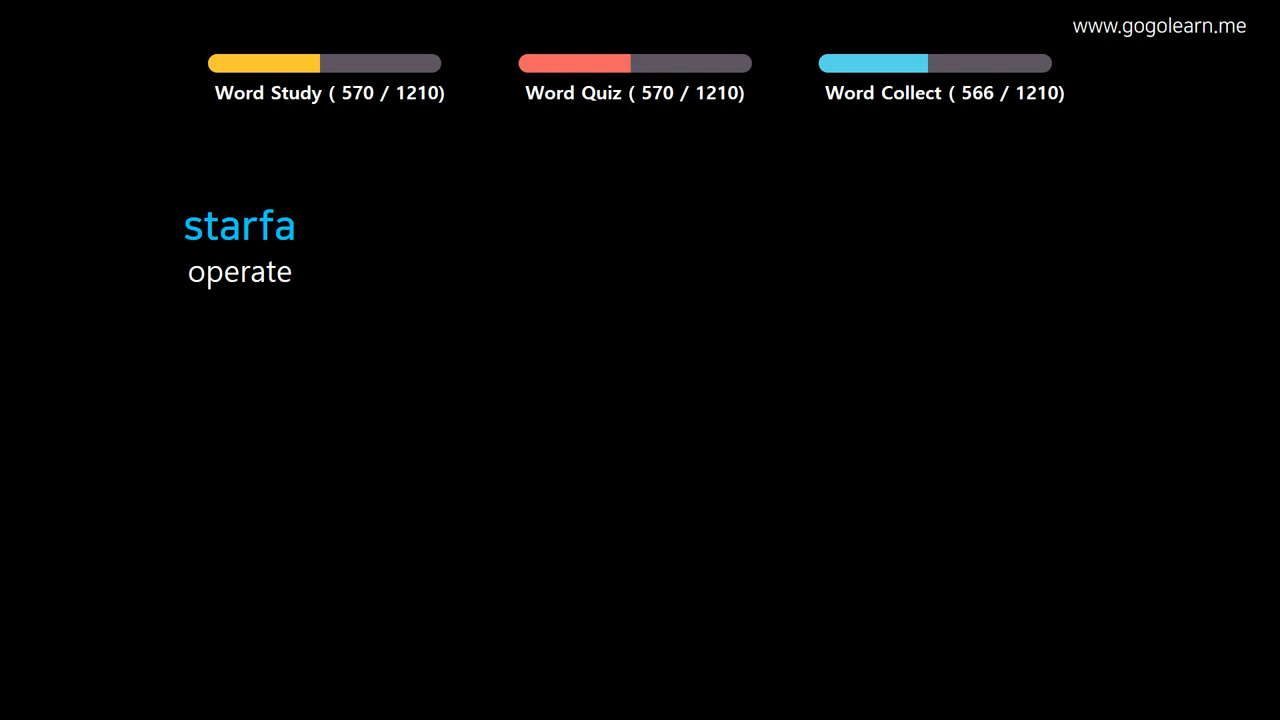 www.gogolearn.me
Word Study ( 570 / 1210)
Word Quiz ( 570 / 1210)
Word Collect ( 566 / 1210)
starfa
operate